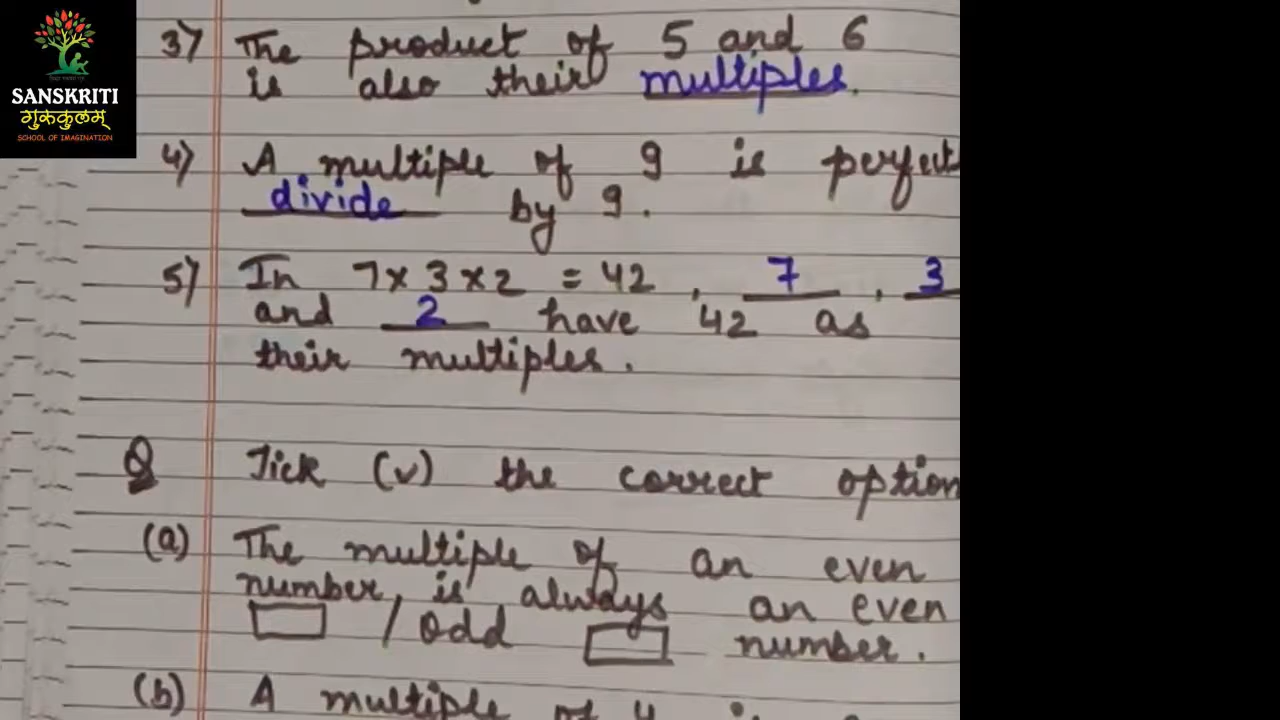 SANSKRITI
गुरुकुलम्
SCHOOL OF IMAGINATION
3) The product of 5 and 6
is also their multiples.
4) A multiple of 9 is perfect
divide by 9.
5) In 7 x 3 x 2 = 42 , 7 , 3
and 2 have 42 as
their multiples.
Q Tick (v) the correct option
(a) The multiple of an even
number, is always an even
/ Odd number.
(b) A multiple of 4 is